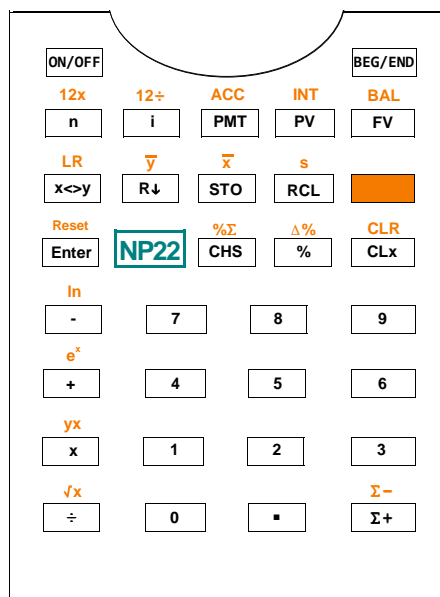 ON/OFF BEG/END
12x 12÷ ACC INT BAL
n i PMT PV FV
LR y̅ x̅ s
x<>y R↓ STO RCL
Reset %Σ Δ% CLR
Enter NP22 CHS % CLx
ln
- 7 8 9
eˣ
+ 4 5 6
yx
x 1 2 3
√x Σ−
÷ 0 . Σ+